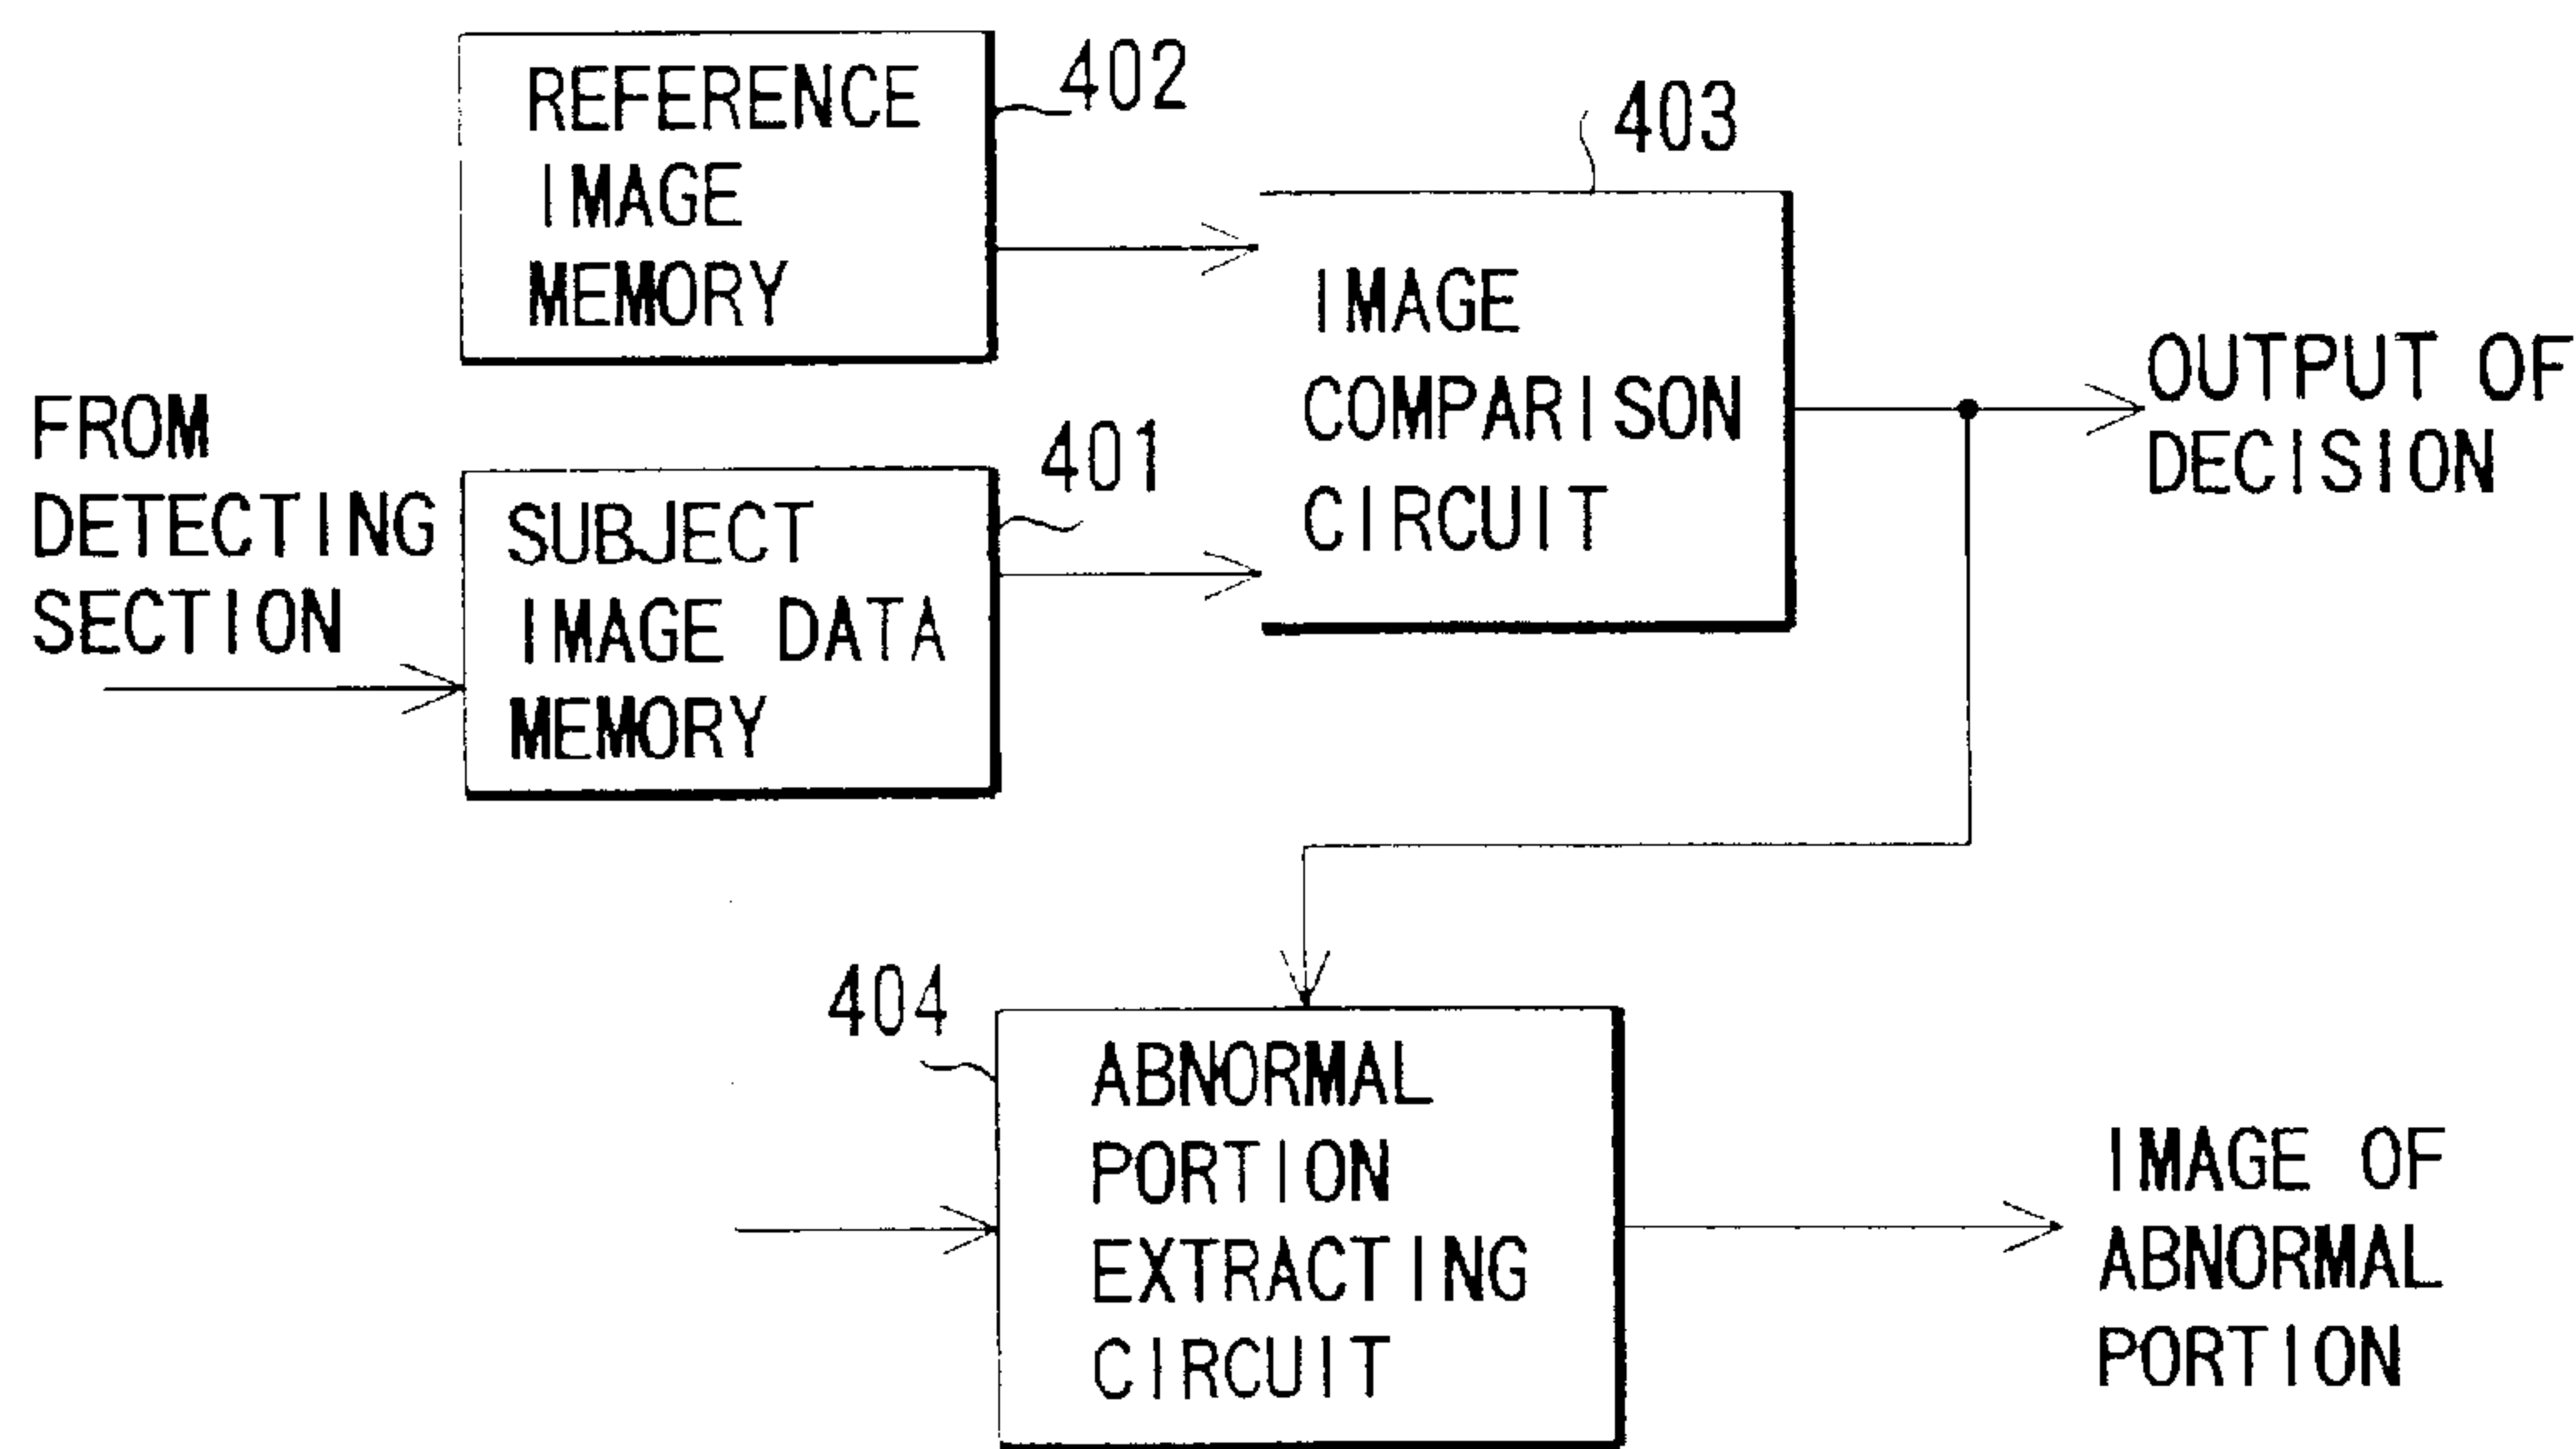 REFERENCE
IMAGE
MEMORY
402
403
IMAGE
COMPARISON
CIRCUIT
OUTPUT OF
DECISION
FROM
DETECTING
SECTION
401
SUBJECT
IMAGE DATA
MEMORY
404
ABNORMAL
PORTION
EXTRACTING
CIRCUIT
IMAGE OF
ABNORMAL
PORTION